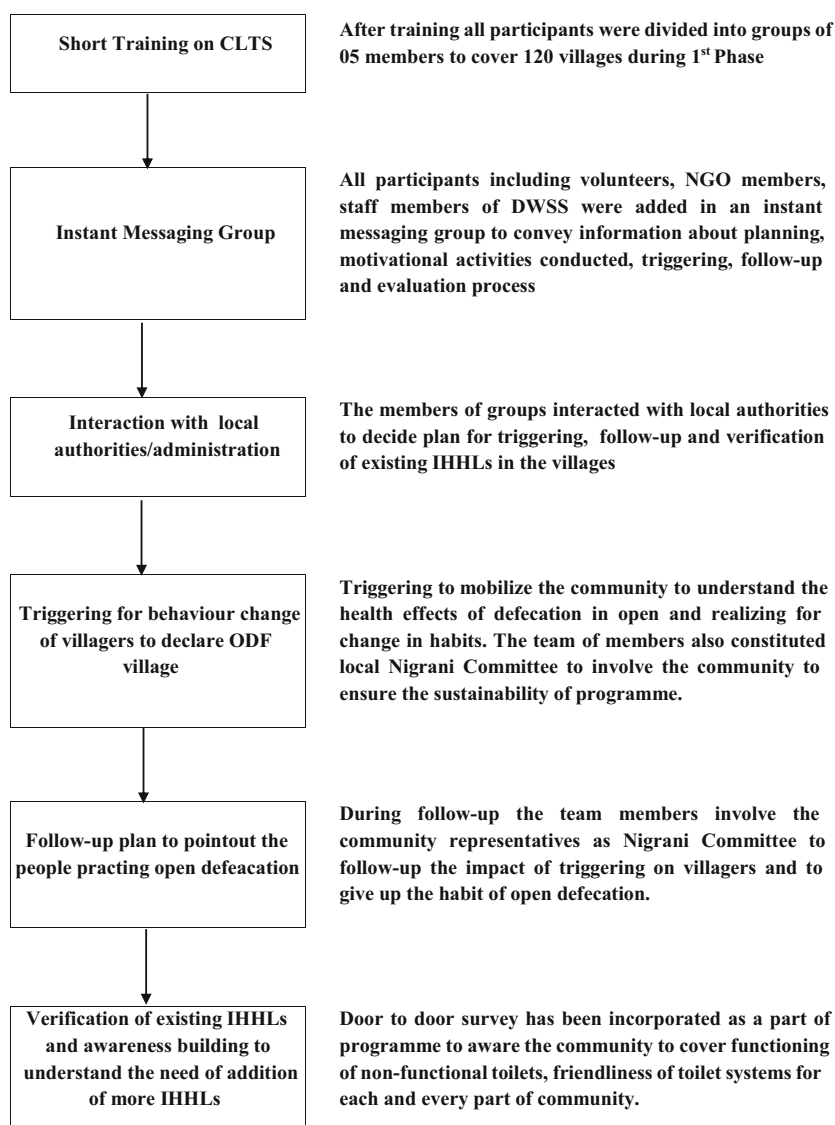 Short Training on CLTS
After training all participants were divided into groups of
05 members to cover 120 villages during 1st Phase
Instant Messaging Group
All participants including volunteers, NGO members,
staff members of DWSS were added in an instant
messaging group to convey information about planning,
motivational activities conducted, triggering, follow-up
and evaluation process
Interaction with local
authorities/administration
The members of groups interacted with local authorities
to decide plan for triggering, follow-up and verification
of existing IHHLs in the villages
Triggering for behaviour change
of villagers to declare ODF
village
Triggering to mobilize the community to understand the
health effects of defecation in open and realizing for
change in habits. The team of members also constituted
local Nigrani Committee to involve the community to
ensure the sustainability of programme.
Follow-up plan to pointout the
people practing open defeacation
During follow-up the team members involve the
community representatives as Nigrani Committee to
follow-up the impact of triggering on villagers and to
give up the habit of open defecation.
Verification of existing IHHLs
and awareness building to
understand the need of addition
of more IHHLs
Door to door survey has been incorporated as a part of
programme to aware the community to cover functioning
of non-functional toilets, friendliness of toilet systems for
each and every part of community.